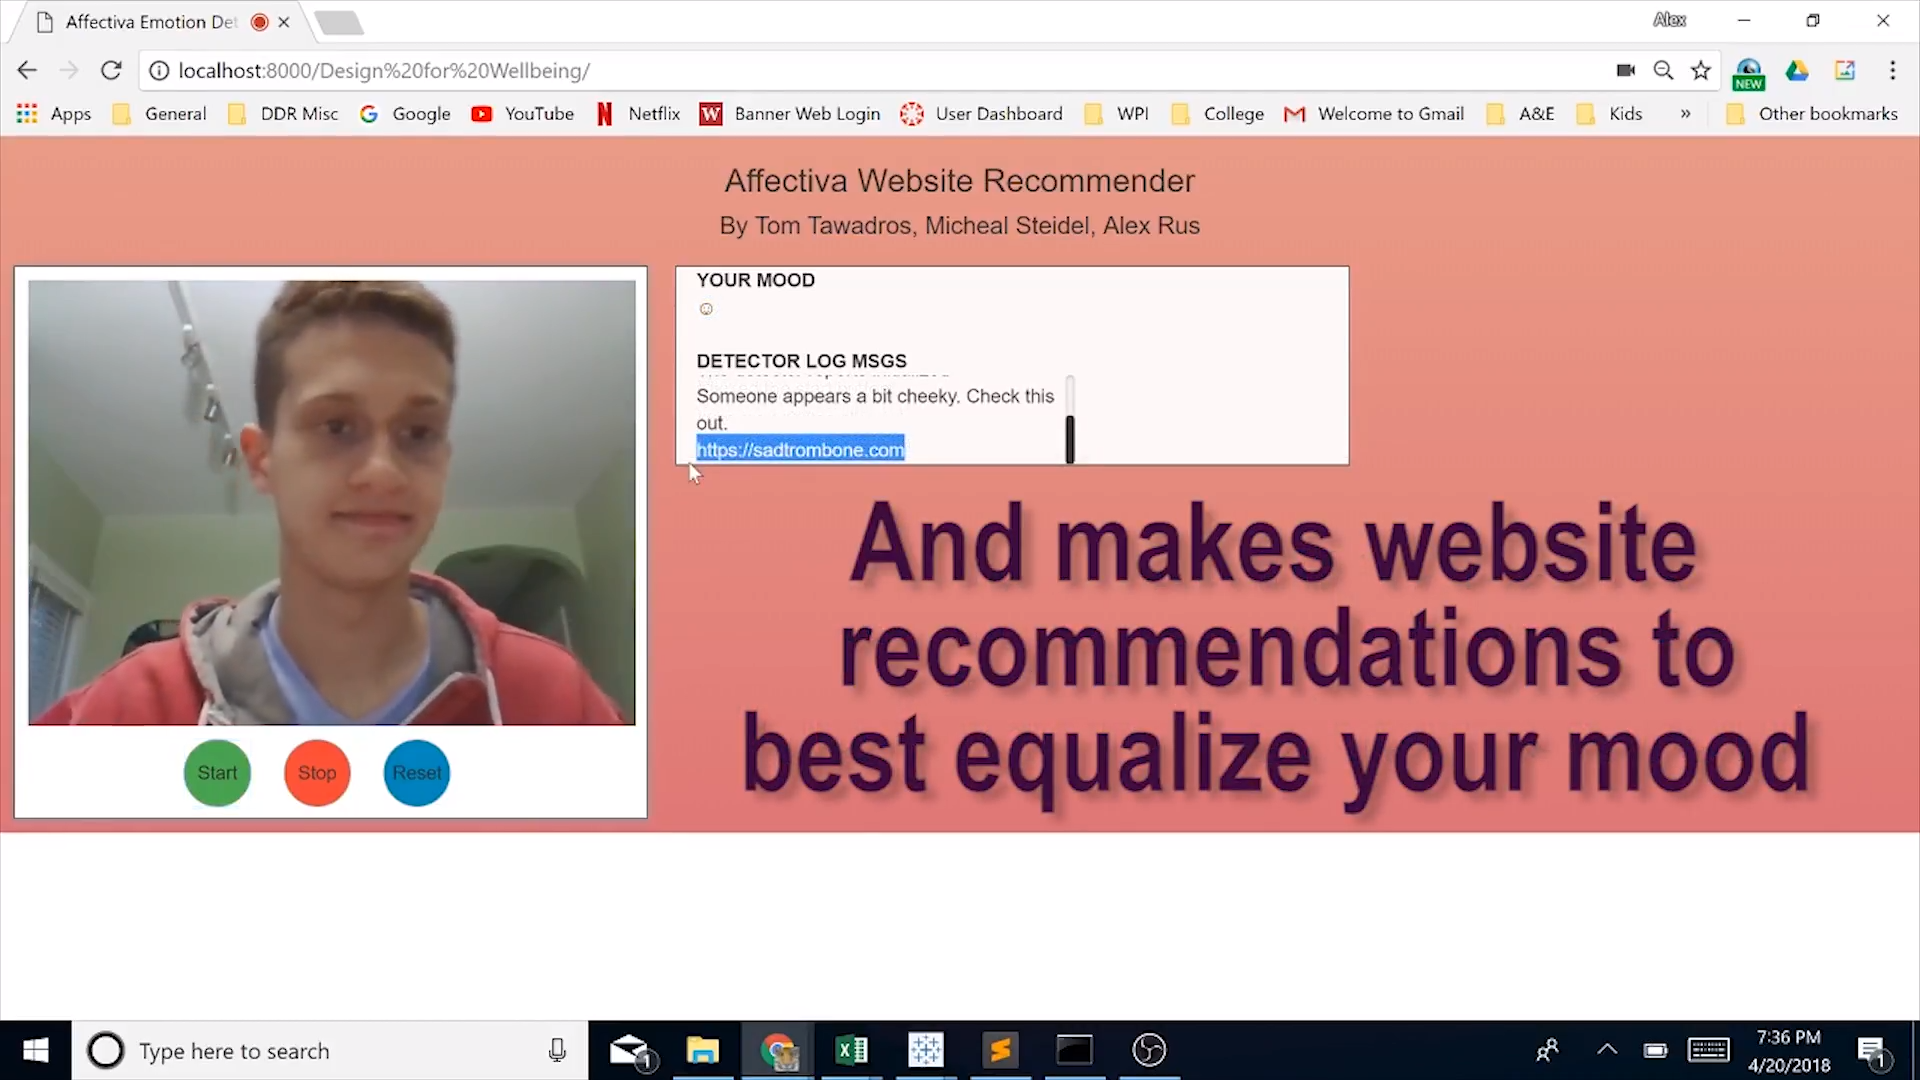 Affectiva Emotion Det
Alex
localhost:8000/Design%20for%20Wellbeing/
NEW
Apps General DDR Misc Google YouTube Netflix Banner Web Login User Dashboard WPI College Welcome to Gmail A&E Kids » Other bookmarks
Affectiva Website Recommender
By Tom Tawadros, Micheal Steidel, Alex Rus
YOUR MOOD
DETECTOR LOG MSGS
Someone appears a bit cheeky. Check this
out.
https://sadtrombone.com
And makes website
recommendations to
best equalize your mood
Start Stop Reset
Type here to search
1
7:36 PM
4/20/2018
1